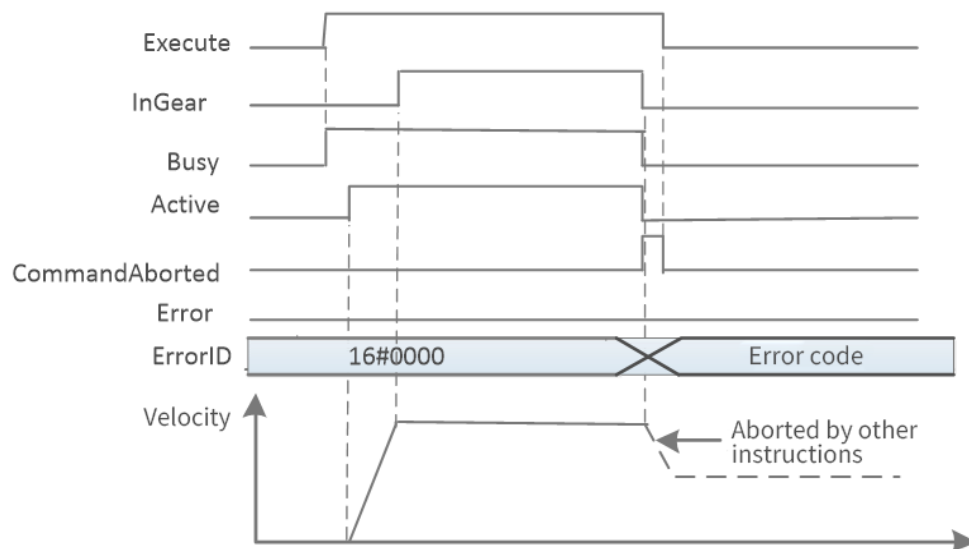 Execute
InGear
Busy
Active
CommandAborted
Error
ErrorID
16#0000
Error code
Velocity
Aborted by other
instructions